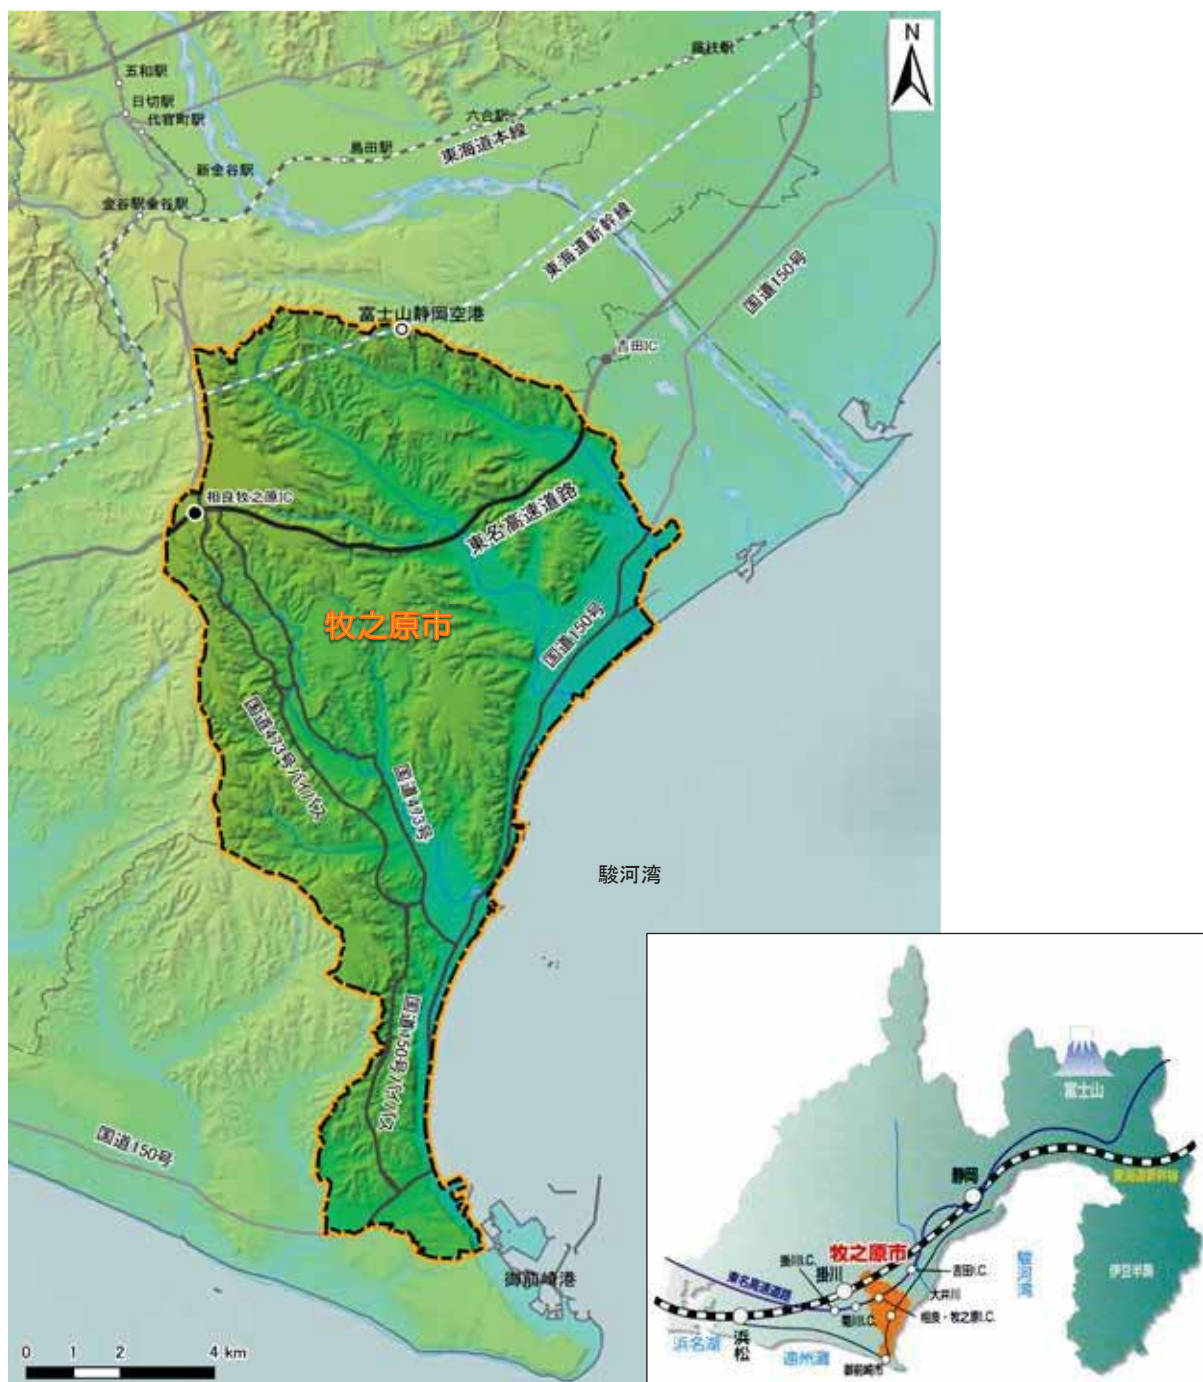 N
藤枝駅
五和駅
日切駅
代官町駅
六合駅
東海道本線
島田駅
新金谷駅
金谷駅金谷駅
東海道新幹線
国道150号
富士山静岡空港
吉田IC
相良牧之原IC
東名高速道路
牧之原市
国道150号
国道473号バイパス
国道473号
駿河湾
国道150号バイパス
国道150号
御前崎港
0 1 2 4 km
富士山
静岡
東海道新幹線
牧之原市
掛川I.C.
掛川
吉田I.C.
駿河湾
伊豆半島
東名高速道路
大井川
菊川I.C.
相良・牧之原I.C.
浜名湖
浜松
遠州灘
御前崎市